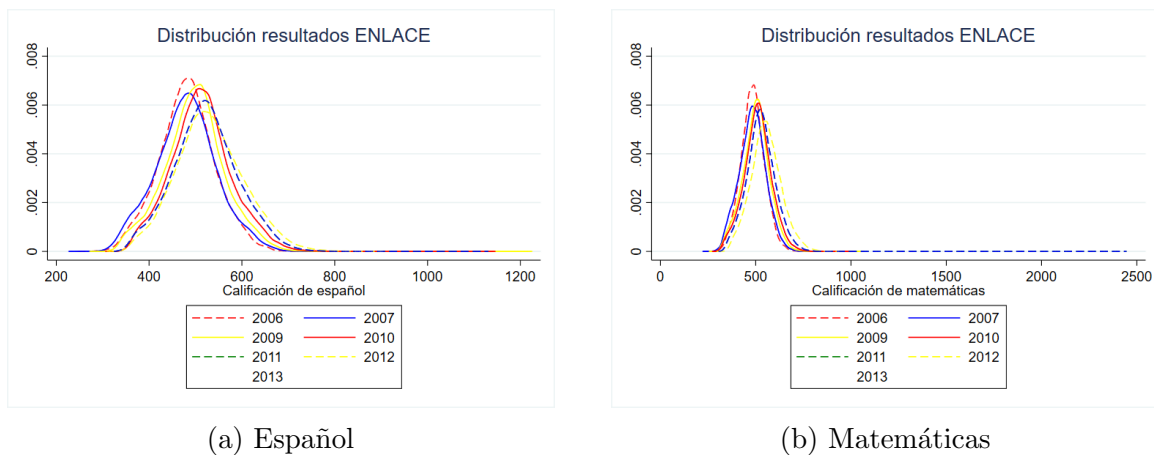 Distribución resultados ENLACE
.008
.006
.004
.002
0
200 400 600 800 1000 1200
Calificación de español
2006 2007
2009 2010
2011 2012
2013
(a) Español
Distribución resultados ENLACE
.008
.006
.004
.002
0
0 500 1000 1500 2000 2500
Calificación de matemáticas
2006 2007
2009 2010
2011 2012
2013
(b) Matemáticas